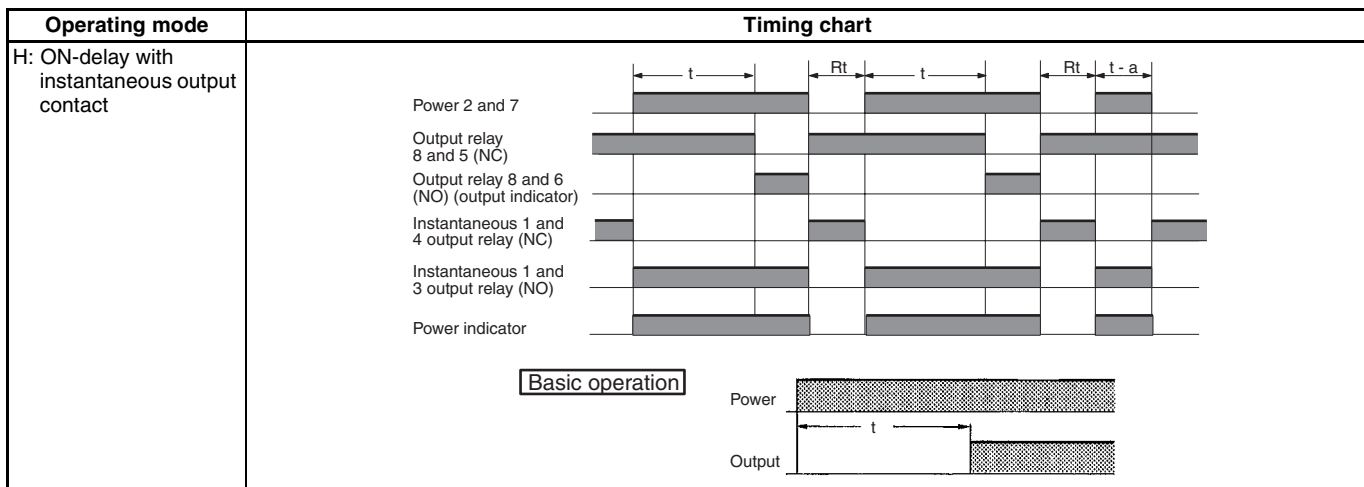 Operating mode
Timing chart
H: ON-delay with
instantaneous output
contact
t
Rt
t
Rt
t - a
Power 2 and 7
Output relay
8 and 5 (NC)
Output relay 8 and 6
(NO) (output indicator)
Instantaneous 1 and
4 output relay (NC)
Instantaneous 1 and
3 output relay (NO)
Power indicator
Basic operation
Power
t
Output